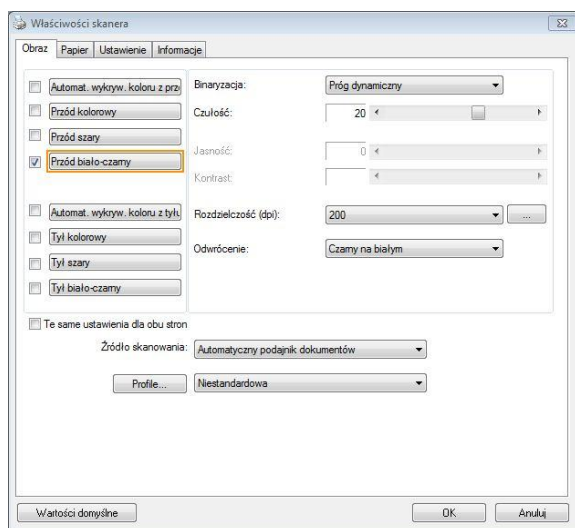 Właściwości skanera
Obraz Papier Ustawienie Informacje
Automat. wykryw. koloru z prze
Przód kolorowy
Przód szary
Przód biało-czarny
Automat. wykryw. koloru z tyłu
Tył kolorowy
Tył szary
Tył biało-czarny
Binaryzacja: Próg dynamiczny
Czułość: 20
Jasność: 0
Kontrast:
Rozdzielczość (dpi): 200 ...
Odwrócenie: Czarny na białym
Te same ustawienia dla obu stron
Źródło skanowania: Automatyczny podajnik dokumentów
Profile... Niestandardowa
Wartości domyślne OK Anuluj